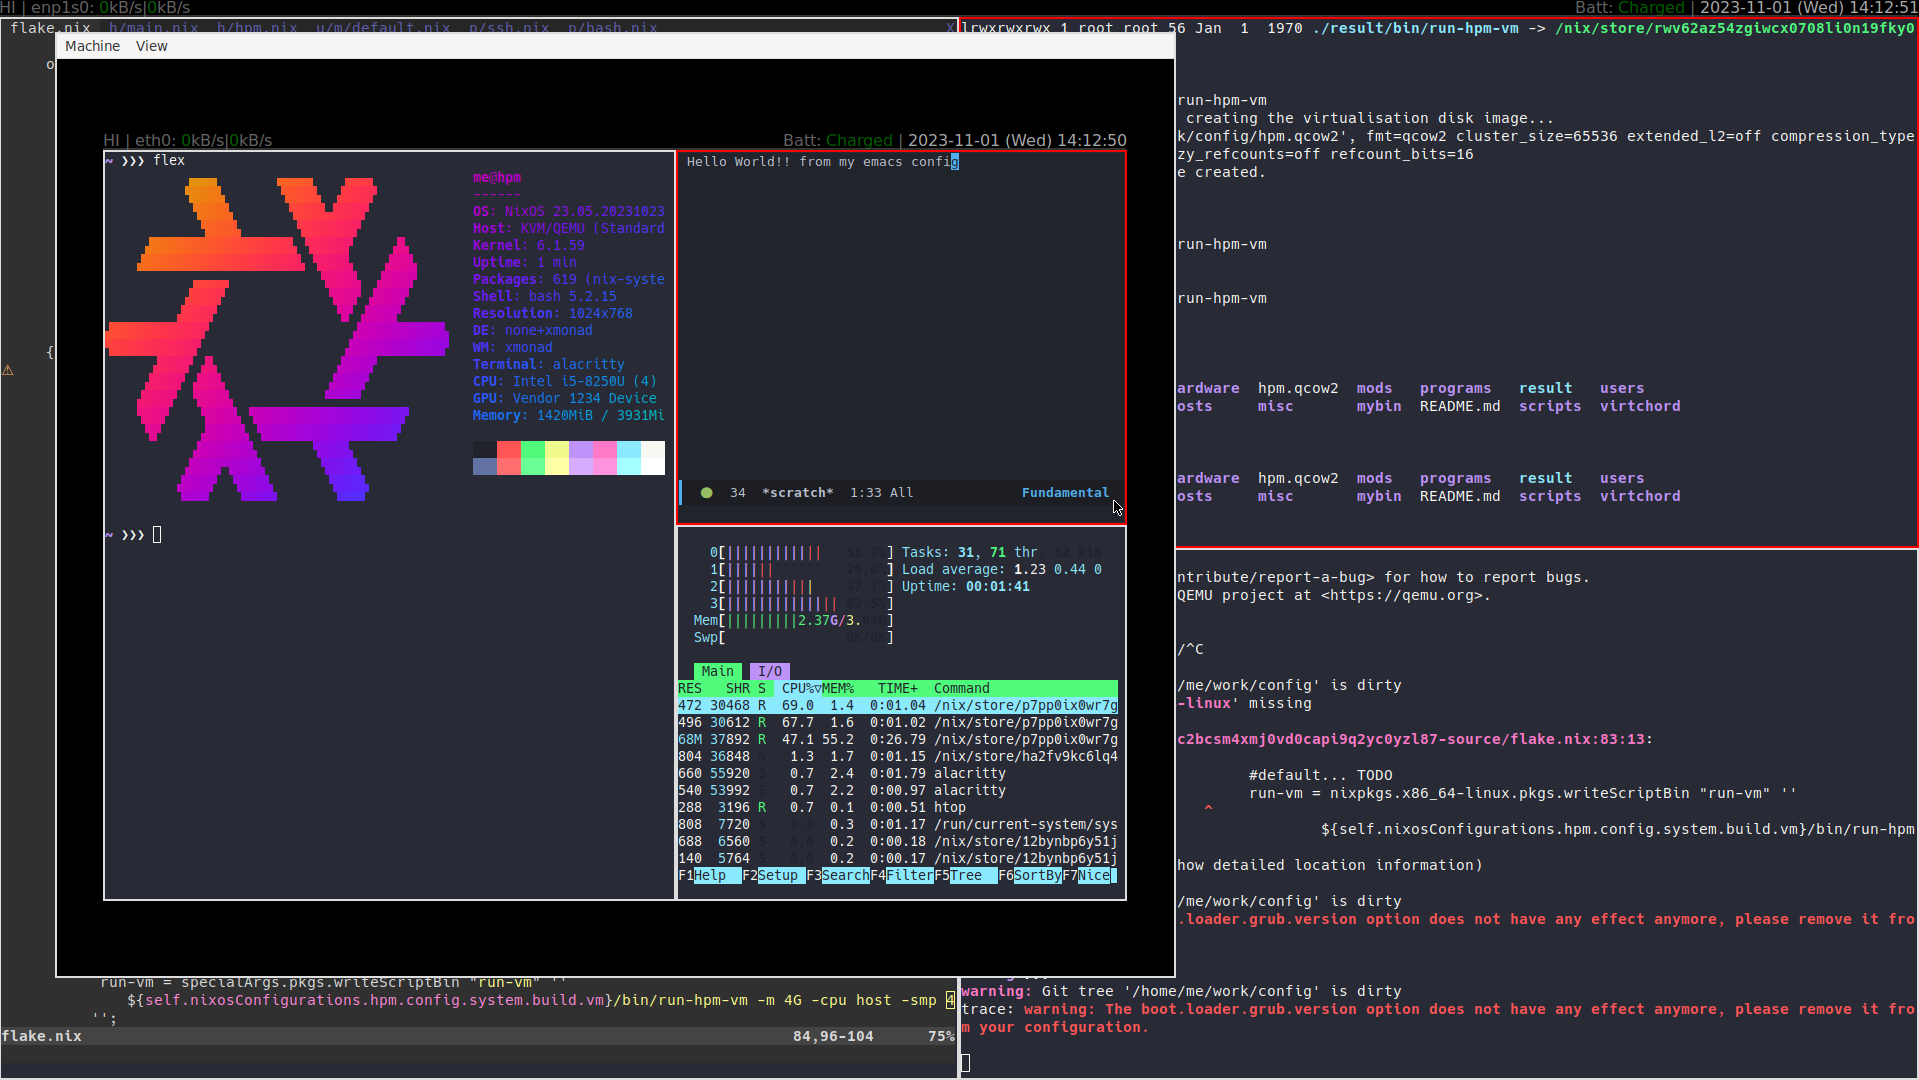 HI | enp1s0: 0kB/s|0kB/s
Batt: Charged | 2023-11-01 (Wed) 14:12:51
flake.nix h/main.nix h/hpm.nix u/m/default.nix p/ssh.nix p/bash.nix X
o
{
⚠
Machine View
HI | eth0: 0kB/s|0kB/s
Batt: Charged | 2023-11-01 (Wed) 14:12:50
~ ❯❯❯ flex
me@hpm
------
OS: NixOS 23.05.20231023
Host: KVM/QEMU (Standard
Kernel: 6.1.59
Uptime: 1 min
Packages: 619 (nix-syste
Shell: bash 5.2.15
Resolution: 1024x768
DE: none+xmonad
WM: xmonad
Terminal: alacritty
CPU: Intel i5-8250U (4)
GPU: Vendor 1234 Device
Memory: 1420MiB / 3931Mi
~ ❯❯❯
Hello World!! from my emacs config
34 *scratch* 1:33 All Fundamental
0[||||||||||||| 51.7%] Tasks: 31, 71 thr, 82 kth
1[|||||| 26.0%] Load average: 1.23 0.44 0
2[||||||||||| 47.7%] Uptime: 00:01:41
3[|||||||||||||| 62.5%]
Mem[|||||||||2.37G/3.84G]
Swp[ 0K/0K]
Main I/O
RES SHR S CPU%▽MEM% TIME+ Command
472 30468 R 69.0 1.4 0:01.04 /nix/store/p7pp0ix0wr7g
496 30612 R 67.7 1.6 0:01.02 /nix/store/p7pp0ix0wr7g
68M 37892 R 47.1 55.2 0:26.79 /nix/store/p7pp0ix0wr7g
804 36848 S 1.3 1.7 0:01.15 /nix/store/ha2fv9kc6lq4
660 55920 S 0.7 2.4 0:01.79 alacritty
540 53992 S 0.7 2.2 0:00.97 alacritty
288 3196 R 0.7 0.1 0:00.51 htop
808 7720 S 0.0 0.3 0:01.17 /run/current-system/sys
688 6560 S 0.0 0.2 0:00.18 /nix/store/12bynbp6y51j
140 5764 S 0.0 0.2 0:00.17 /nix/store/12bynbp6y51j
F1Help F2Setup F3SearchF4FilterF5Tree F6SortByF7Nice
run-vm = specialArgs.pkgs.writeScriptBin "run-vm" ''
${self.nixosConfigurations.hpm.config.system.build.vm}/bin/run-hpm-vm -m 4G -cpu host -smp 4
'';
flake.nix 84,96-104 75%
lrwxrwxrwx 1 root root 56 Jan 1 1970 ./result/bin/run-hpm-vm -> /nix/store/rwv62az54zgiwcx0708li0n19fky0
run-hpm-vm
creating the virtualisation disk image...
k/config/hpm.qcow2', fmt=qcow2 cluster_size=65536 extended_l2=off compression_type
zy_refcounts=off refcount_bits=16
e created.
run-hpm-vm
run-hpm-vm
ardware hpm.qcow2 mods programs result users
osts misc mybin README.md scripts virtchord
ardware hpm.qcow2 mods programs result users
osts misc mybin README.md scripts virtchord
ntribute/report-a-bug> for how to report bugs.
QEMU project at <https://qemu.org>.
/^C
/me/work/config' is dirty
-linux' missing
c2bcsm4xmj0vd0capi9q2yc0yzl87-source/flake.nix:83:13:
#default... TODO
run-vm = nixpkgs.x86_64-linux.pkgs.writeScriptBin "run-vm" ''
^
${self.nixosConfigurations.hpm.config.system.build.vm}/bin/run-hpm
how detailed location information)
/me/work/config' is dirty
.loader.grub.version option does not have any effect anymore, please remove it fro
warning: Git tree '/home/me/work/config' is dirty
trace: warning: The boot.loader.grub.version option does not have any effect anymore, please remove it fro
m your configuration.